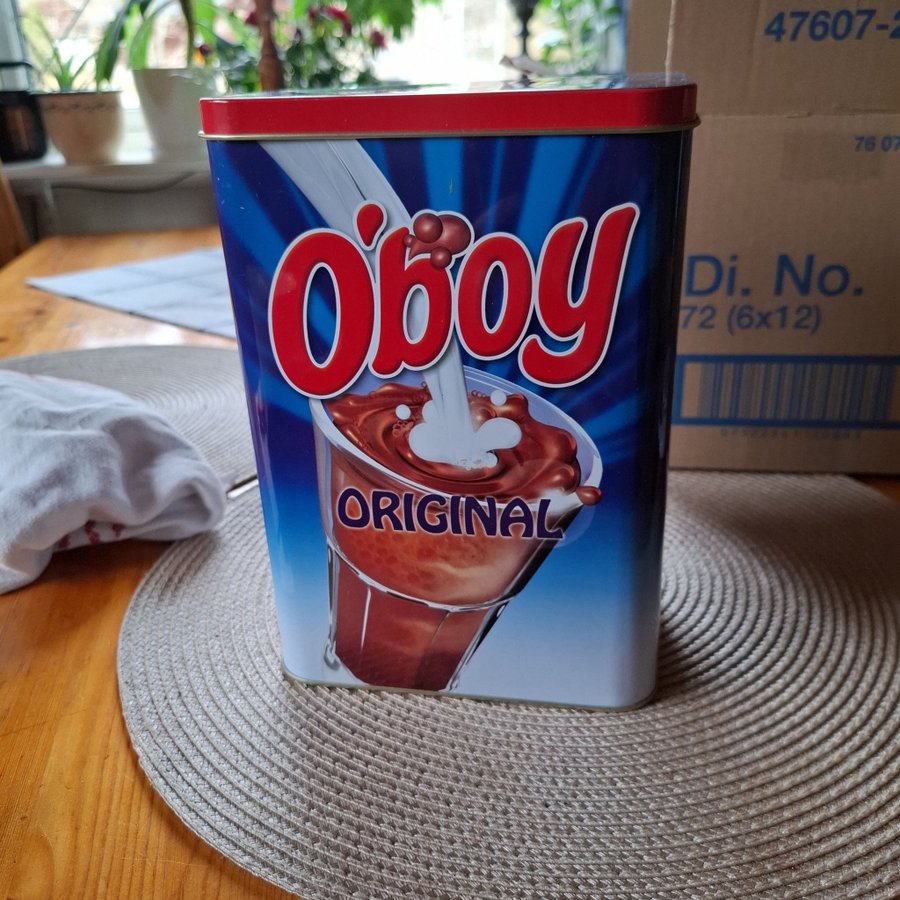 47607-2
76 07
O'boy
Di. No.
72 (6x12)
ORIGINAL